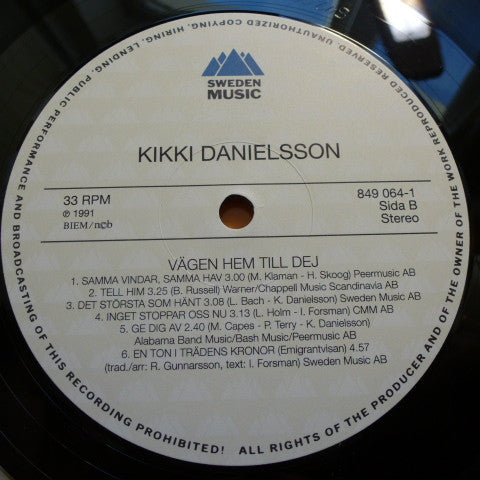 SWEDEN
MUSIC
KIKKI DANIELSSON
33 RPM
℗ 1991
BIEM/n©b
849 064-1
Sida B
Stereo
VÄGEN HEM TILL DEJ
1. SAMMA VINDAR, SAMMA HAV 3.00 (M. Klaman - H. Skoog) Peermusic AB
2. TELL HIM 3.25 (B. Russell) Warner/Chappell Music Scandinavia AB
3. DET STÖRSTA SOM HÄNT 3.08 (L. Bach - K. Danielsson) Sweden Music AB
4. INGET STOPPAR OSS NU 3.13 (L. Holm - I. Forsman) CMM AB
5. GE DIG AV 2.40 (M. Capes - P. Terry - K. Danielsson)
Alabama Band Music/Bash Music/Peermusic AB
6. EN TON I TRÄDENS KRONOR (Emigrantvisan) 4.57
(trad./arr: R. Gunnarsson, text: I. Forsman) Sweden Music AB
ALL RIGHTS OF THE PRODUCER AND OF THE OWNER OF THE WORK REPRODUCED RESERVED. UNAUTHORIZED COPYING, HIRING, LENDING, PUBLIC PERFORMANCE AND BROADCASTING OF THIS RECORDING PROHIBITED!